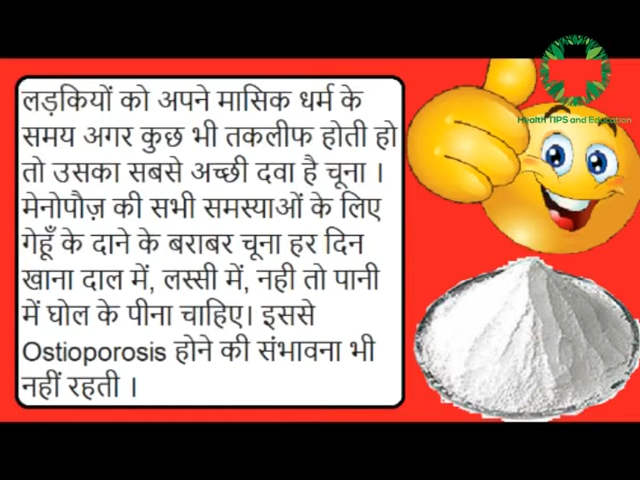 Health TIPS and Education
लड़कियों को अपने मासिक धर्म के
समय अगर कुछ भी तकलीफ होती हो
तो उसका सबसे अच्छी दवा है चूना ।
मेनोपौज़ की सभी समस्याओं के लिए
गेहूँ के दाने के बराबर चूना हर दिन
खाना दाल में, लस्सी में, नही तो पानी
में घोल के पीना चाहिए। इससे
Ostioporosis होने की संभावना भी
नहीं रहती ।